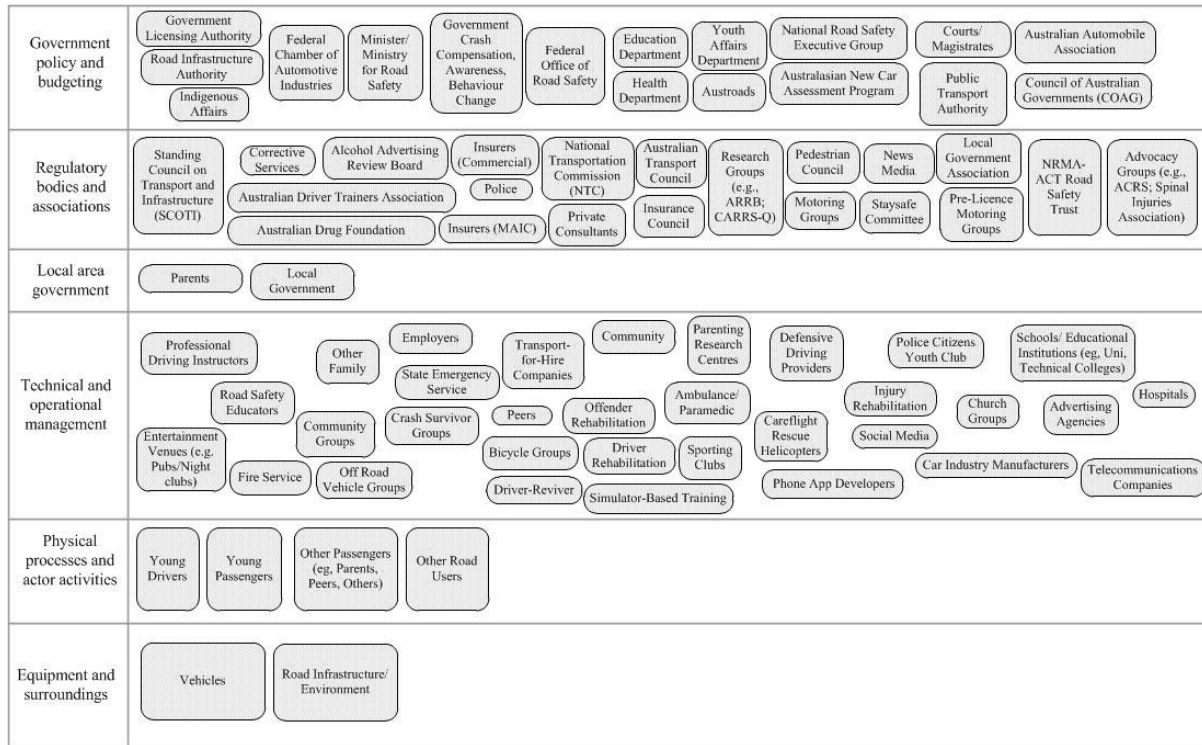 Government
policy and
budgeting
Government
Licensing Authority
Road Infrastructure
Authority
Indigenous
Affairs
Federal
Chamber of
Automotive
Industries
Minister/
Ministry
for Road
Safety
Government
Crash
Compensation,
Awareness,
Behaviour
Change
Federal
Office of
Road Safety
Education
Department
Health
Department
Youth
Affairs
Department
Austroads
National Road Safety
Executive Group
Australasian New Car
Assessment Program
Courts/
Magistrates
Public
Transport
Authority
Australian Automobile
Association
Council of Australian
Governments (COAG)
Regulatory
bodies and
associations
Standing
Council on
Transport and
Infrastructure
(SCOTI)
Corrective
Services
Alcohol Advertising
Review Board
Australian Driver Trainers Association
Australian Drug Foundation
Insurers
(Commercial)
Police
Insurers (MAIC)
National
Transportation
Commission
(NTC)
Private
Consultants
Australian
Transport
Council
Insurance
Council
Research
Groups
(e.g.,
ARRB;
CARRS-Q)
Pedestrian
Council
Motoring
Groups
News
Media
Staysafe
Committee
Local
Government
Association
Pre-Licence
Motoring
Groups
NRMA-
ACT Road
Safety
Trust
Advocacy
Groups (e.g.,
ACRS; Spinal
Injuries
Association)
Local area
government
Parents
Local
Government
Technical and
operational
management
Professional
Driving Instructors
Other
Family
Employers
State Emergency
Service
Transport-
for-Hire
Companies
Community
Parenting
Research
Centres
Defensive
Driving
Providers
Police Citizens
Youth Club
Schools/ Educational
Institutions (eg, Uni,
Technical Colleges)
Road Safety
Educators
Community
Groups
Crash Survivor
Groups
Peers
Offender
Rehabilitation
Ambulance/
Paramedic
Careflight
Rescue
Helicopters
Injury
Rehabilitation
Social Media
Church
Groups
Advertising
Agencies
Hospitals
Entertainment
Venues (e.g.
Pubs/Night
clubs)
Fire Service
Off Road
Vehicle Groups
Bicycle Groups
Driver-Reviver
Driver
Rehabilitation
Simulator-Based Training
Sporting
Clubs
Phone App Developers
Car Industry Manufacturers
Telecommunications
Companies
Physical
processes and
actor activities
Young
Drivers
Young
Passengers
Other Passengers
(eg, Parents,
Peers, Others)
Other Road
Users
Equipment and
surroundings
Vehicles
Road Infrastructure/
Environment